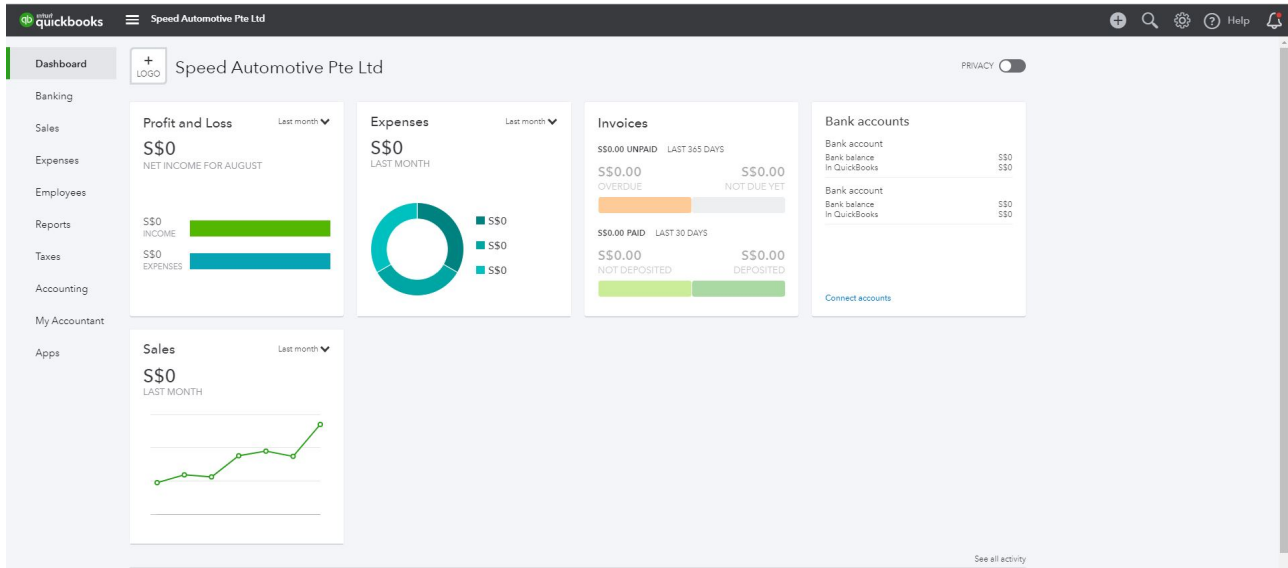 qb intuit quickbooks
Speed Automotive Pte Ltd
Help
Dashboard
Banking
Sales
Expenses
Employees
Reports
Taxes
Accounting
My Accountant
Apps
+
LOGO
Speed Automotive Pte Ltd
PRIVACY
Profit and Loss Last month
S$0
NET INCOME FOR AUGUST
S$0
INCOME
S$0
EXPENSES
Expenses Last month
S$0
LAST MONTH
S$0
S$0
S$0
Invoices
S$0.00 UNPAID LAST 365 DAYS
S$0.00 S$0.00
OVERDUE NOT DUE YET
S$0.00 PAID LAST 30 DAYS
S$0.00 S$0.00
NOT DEPOSITED DEPOSITED
Bank accounts
Bank account
Bank balance S$0
In QuickBooks S$0
Bank account
Bank balance S$0
In QuickBooks S$0
Connect accounts
Sales Last month
S$0
LAST MONTH
See all activity